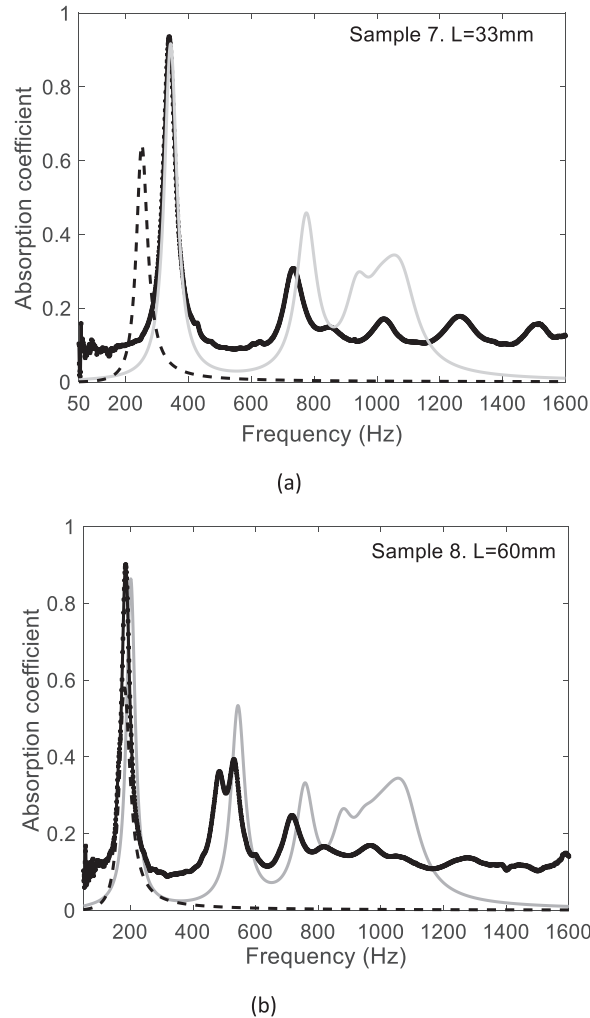 1
Sample 7. L=33mm
0.8
0.6
0.4
0.2
0
Absorption coefficient
50 200 400 600 800 1000 1200 1400 1600
Frequency (Hz)
(a)
1
Sample 8. L=60mm
0.8
0.6
0.4
0.2
0
Absorption coefficient
200 400 600 800 1000 1200 1400 1600
Frequency (Hz)
(b)